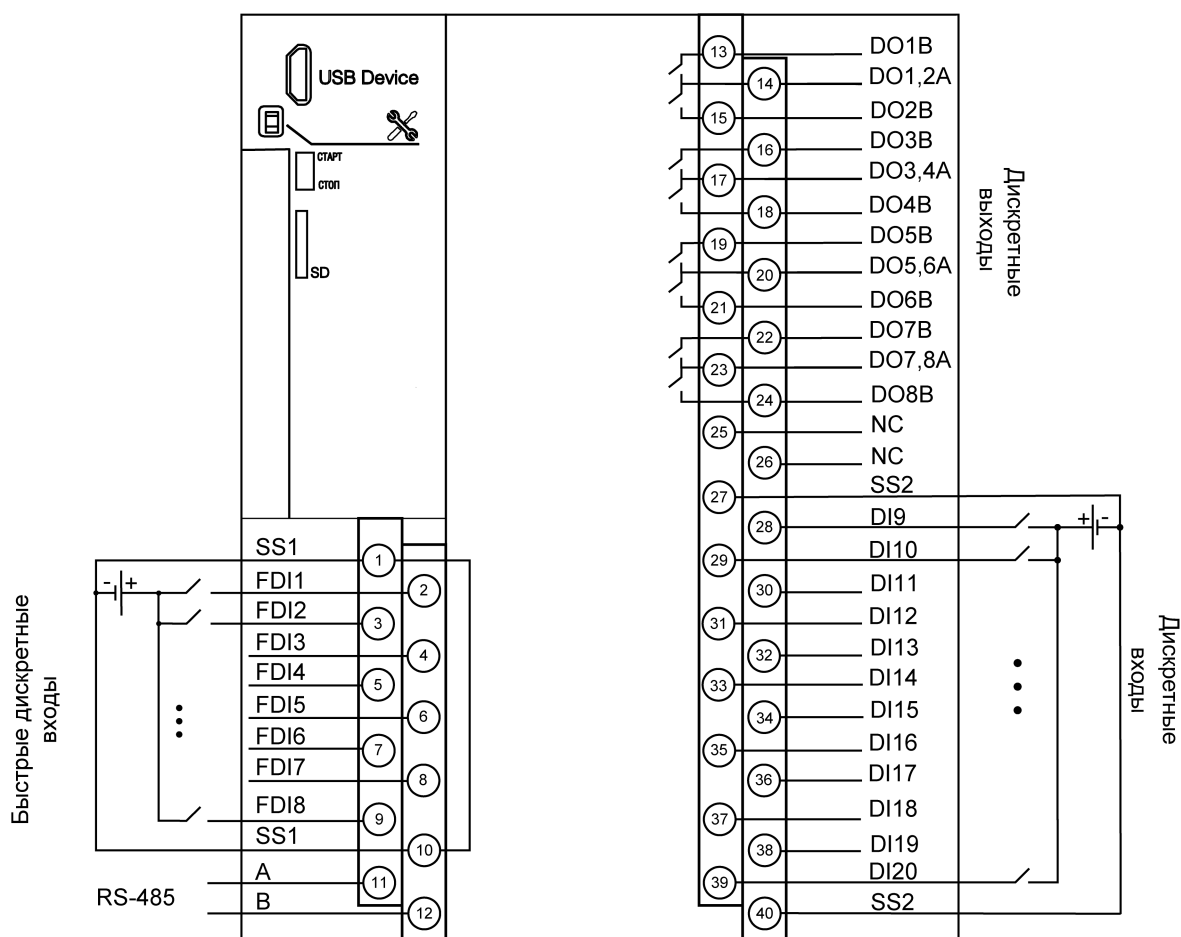 USB Device
СТАРТ
СТОП
SD
SS1
1
- +
FDI1
2
FDI2
3
FDI3
4
FDI4
5
FDI5
6
FDI6
7
FDI7
8
FDI8
9
SS1
10
A
11
B
12
RS-485
Быстрые дискретные
входы
13
DO1B
14
DO1,2A
15
DO2B
16
DO3B
17
DO3,4A
18
DO4B
19
DO5B
20
DO5,6A
21
DO6B
22
DO7B
23
DO7,8A
24
DO8B
25
NC
26
NC
27
SS2
28
DI9
+ -
29
DI10
30
DI11
31
DI12
32
DI13
33
DI14
34
DI15
35
DI16
36
DI17
37
DI18
38
DI19
39
DI20
40
SS2
Дискретные
выходы
Дискретные
входы